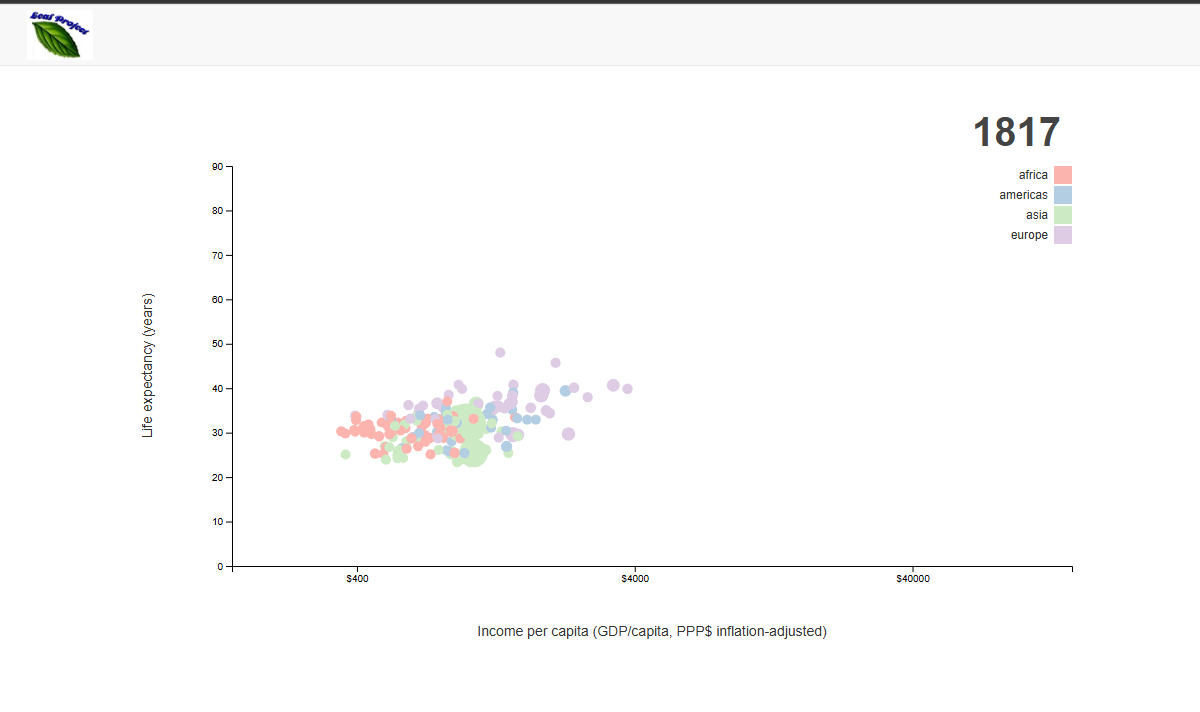 Leaf Project
1817
africa
americas
asia
europe
90
80
70
60
50
40
30
20
10
0
Life expectancy (years)
$400
$4000
$40000
Income per capita (GDP/capita, PPP$ inflation-adjusted)